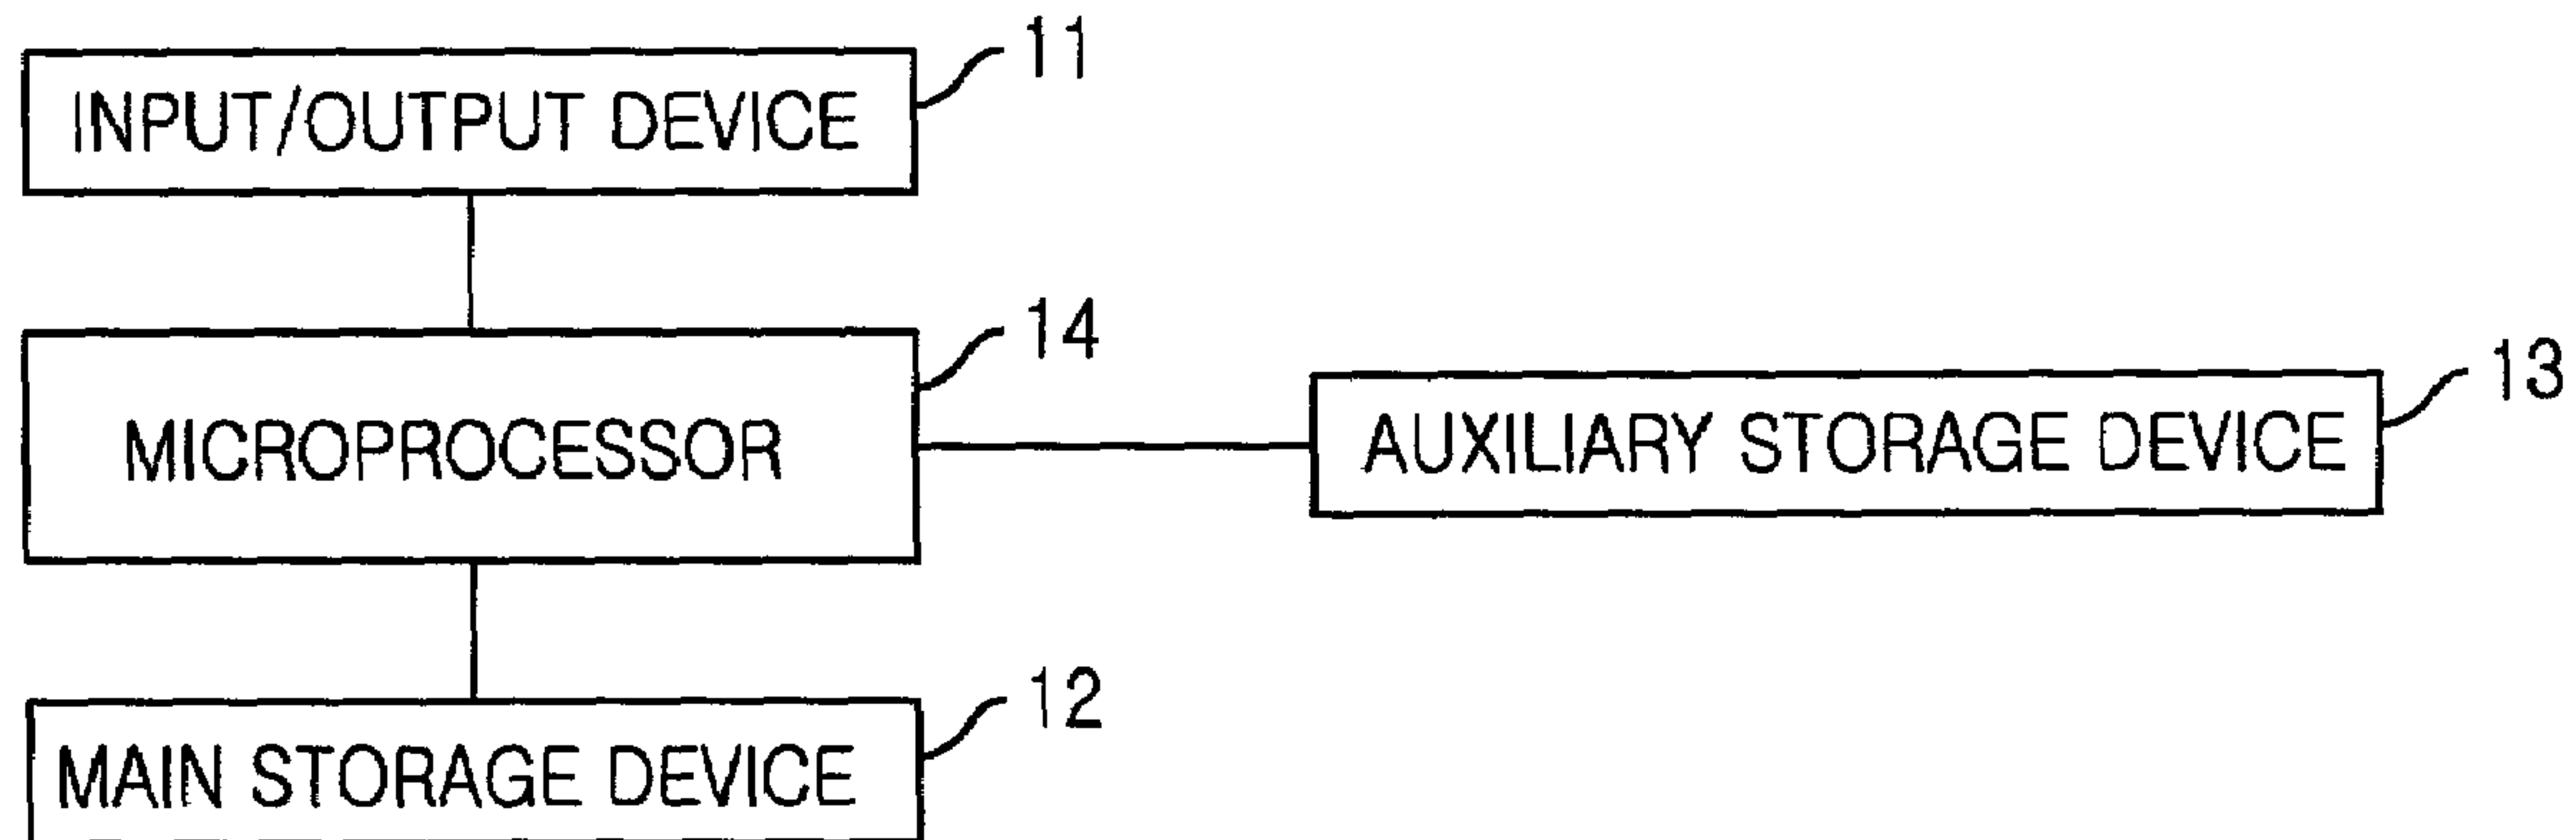 11
INPUT/OUTPUT DEVICE
14
MICROPROCESSOR
13
AUXILIARY STORAGE DEVICE
12
MAIN STORAGE DEVICE